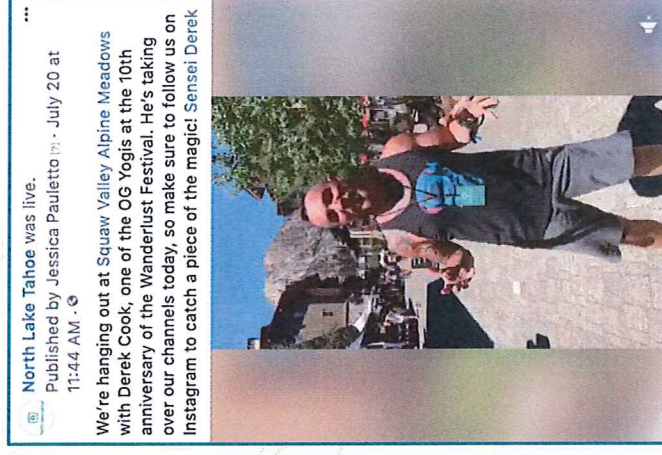 North Lake Tahoe was live.
Published by Jessica Pauletto [?] · July 20 at
11:44 AM ·
We're hanging out at Squaw Valley Alpine Meadows
with Derek Cook, one of the OG Yogis at the 10th
anniversary of the Wanderlust Festival. He's taking
over our channels today, so make sure to follow us on
Instagram to catch a piece of the magic! Sensei Derek